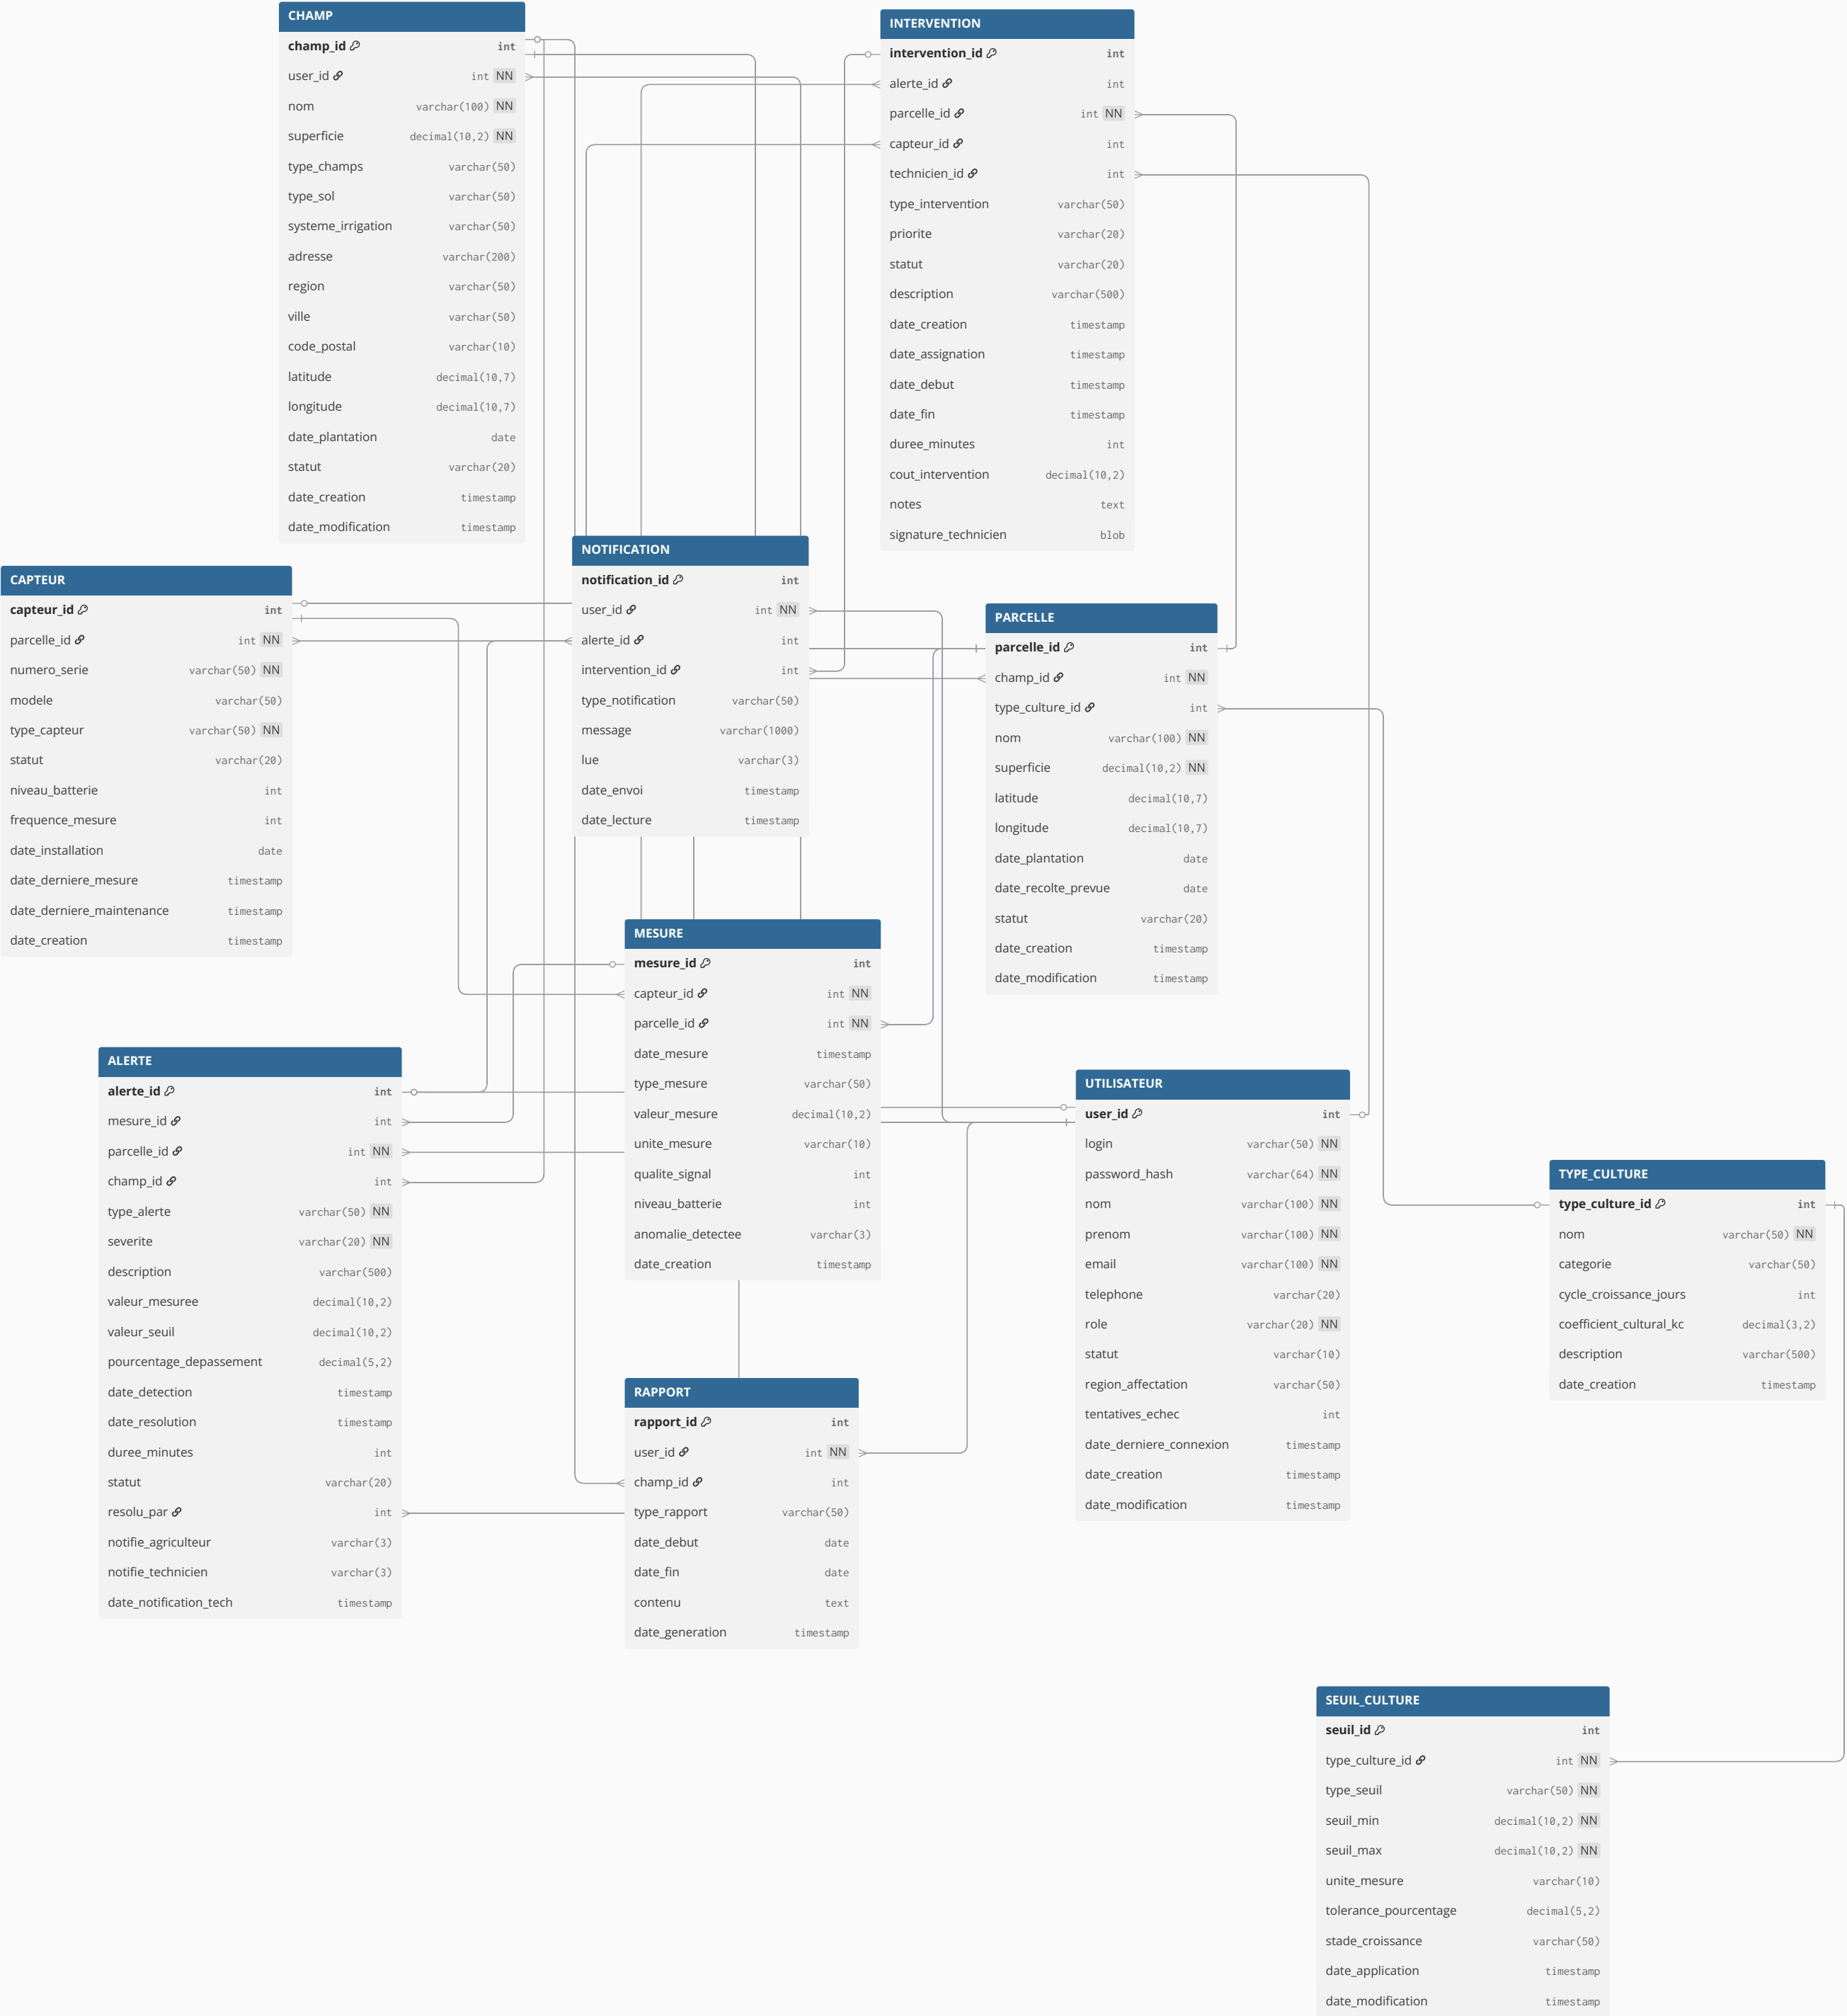 CHAMP
champ_id int
user_id int NN
nom varchar(100) NN
superficie decimal(10,2) NN
type_champs varchar(50)
type_sol varchar(50)
systeme_irrigation varchar(50)
adresse varchar(200)
region varchar(50)
ville varchar(50)
code_postal varchar(10)
latitude decimal(10,7)
longitude decimal(10,7)
date_plantation date
statut varchar(20)
date_creation timestamp
date_modification timestamp
INTERVENTION
intervention_id int
alerte_id int
parcelle_id int NN
capteur_id int
technicien_id int
type_intervention varchar(50)
priorite varchar(20)
statut varchar(20)
description varchar(500)
date_creation timestamp
date_assignation timestamp
date_debut timestamp
date_fin timestamp
duree_minutes int
cout_intervention decimal(10,2)
notes text
signature_technicien blob
CAPTEUR
capteur_id int
parcelle_id int NN
numero_serie varchar(50) NN
modele varchar(50)
type_capteur varchar(50) NN
statut varchar(20)
niveau_batterie int
frequence_mesure int
date_installation date
date_derniere_mesure timestamp
date_derniere_maintenance timestamp
date_creation timestamp
NOTIFICATION
notification_id int
user_id int NN
alerte_id int
intervention_id int
type_notification varchar(50)
message varchar(1000)
lue varchar(3)
date_envoi timestamp
date_lecture timestamp
PARCELLE
parcelle_id int
champ_id int NN
type_culture_id int
nom varchar(100) NN
superficie decimal(10,2) NN
latitude decimal(10,7)
longitude decimal(10,7)
date_plantation date
date_recolte_prevue date
statut varchar(20)
date_creation timestamp
date_modification timestamp
MESURE
mesure_id int
capteur_id int NN
parcelle_id int NN
date_mesure timestamp
type_mesure varchar(50)
valeur_mesure decimal(10,2)
unite_mesure varchar(10)
qualite_signal int
niveau_batterie int
anomalie_detectee varchar(3)
date_creation timestamp
ALERTE
alerte_id int
mesure_id int
parcelle_id int NN
champ_id int
type_alerte varchar(50) NN
severite varchar(20) NN
description varchar(500)
valeur_mesuree decimal(10,2)
valeur_seuil decimal(10,2)
pourcentage_depassement decimal(5,2)
date_detection timestamp
date_resolution timestamp
duree_minutes int
statut varchar(20)
resolu_par int
notifie_agriculteur varchar(3)
notifie_technicien varchar(3)
date_notification_tech timestamp
UTILISATEUR
user_id int
login varchar(50) NN
password_hash varchar(64) NN
nom varchar(100) NN
prenom varchar(100) NN
email varchar(100) NN
telephone varchar(20)
role varchar(20) NN
statut varchar(10)
region_affectation varchar(50)
tentatives_echec int
date_derniere_connexion timestamp
date_creation timestamp
date_modification timestamp
TYPE_CULTURE
type_culture_id int
nom varchar(50) NN
categorie varchar(50)
cycle_croissance_jours int
coefficient_cultural_kc decimal(3,2)
description varchar(500)
date_creation timestamp
RAPPORT
rapport_id int
user_id int NN
champ_id int
type_rapport varchar(50)
date_debut date
date_fin date
contenu text
date_generation timestamp
SEUIL_CULTURE
seuil_id int
type_culture_id int NN
type_seuil varchar(50) NN
seuil_min decimal(10,2) NN
seuil_max decimal(10,2) NN
unite_mesure varchar(10)
tolerance_pourcentage decimal(5,2)
stade_croissance varchar(50)
date_application timestamp
date_modification timestamp